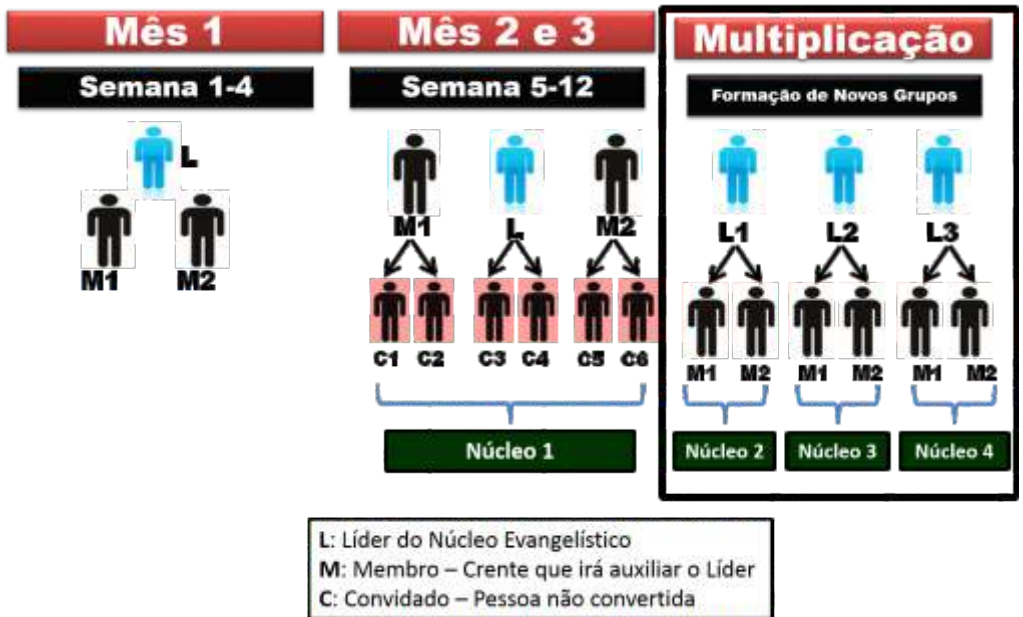 Mês 1
Mês 2 e 3
Multiplicação
Semana 1-4
Semana 5-12
Formação de Novos Grupos
L
M1
M2
M1
L
M2
L1
L2
L3
C1
C2
C3
C4
C5
C6
M1
M2
M1
M2
M1
M2
Núcleo 1
Núcleo 2
Núcleo 3
Núcleo 4
L: Líder do Núcleo Evangelístico
M: Membro – Crente que irá auxiliar o Líder
C: Convidado – Pessoa não convertida